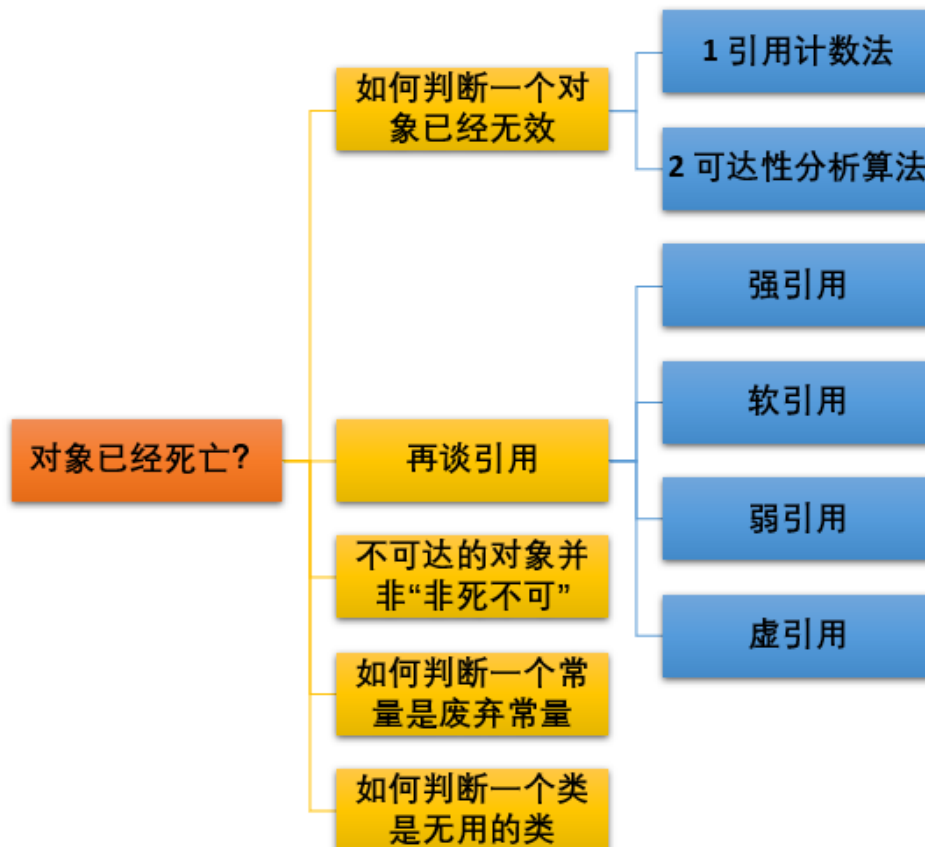 对象已经死亡?
如何判断一个对
象已经无效
1 引用计数法
2 可达性分析算法
再谈引用
强引用
软引用
弱引用
虚引用
不可达的对象并
非“非死不可”
如何判断一个常
量是废弃常量
如何判断一个类
是无用的类